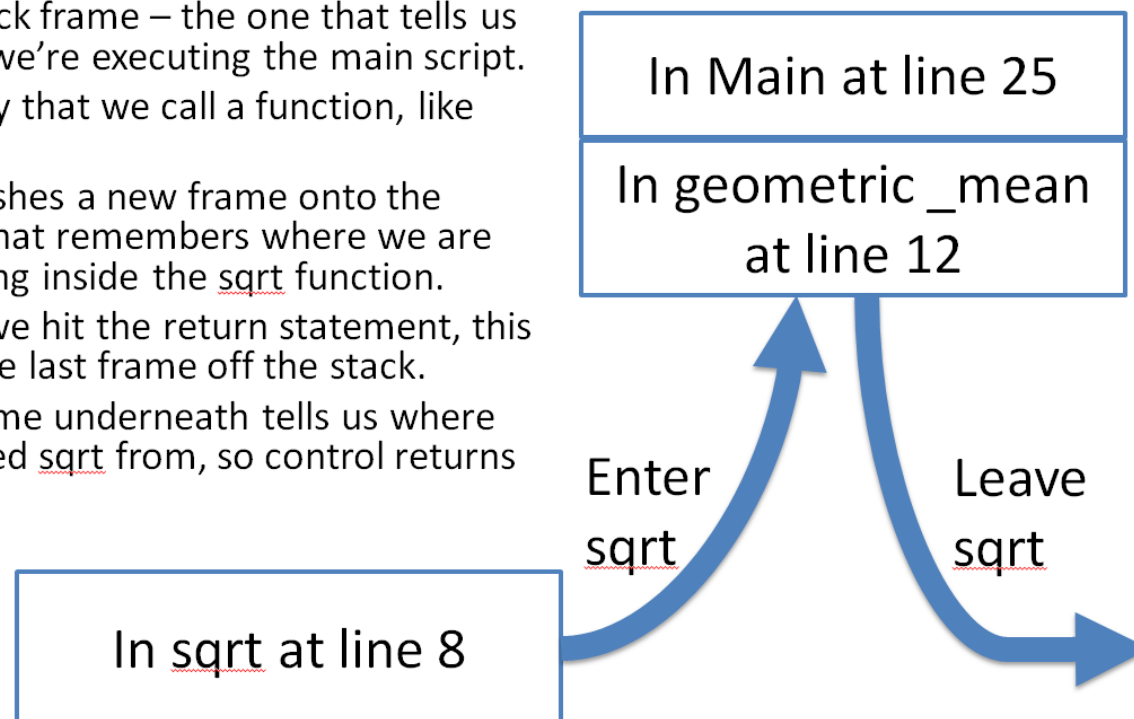 ck frame – the one that tells us
we're executing the main script.
y that we call a function, like
shes a new frame onto the
hat remembers where we are
ng inside the sqrt function.
we hit the return statement, this
e last frame off the stack.
me underneath tells us where
ed sqrt from, so control returns
In Main at line 25
In geometric _mean
at line 12
Enter
sqrt
Leave
sqrt
In sqrt at line 8